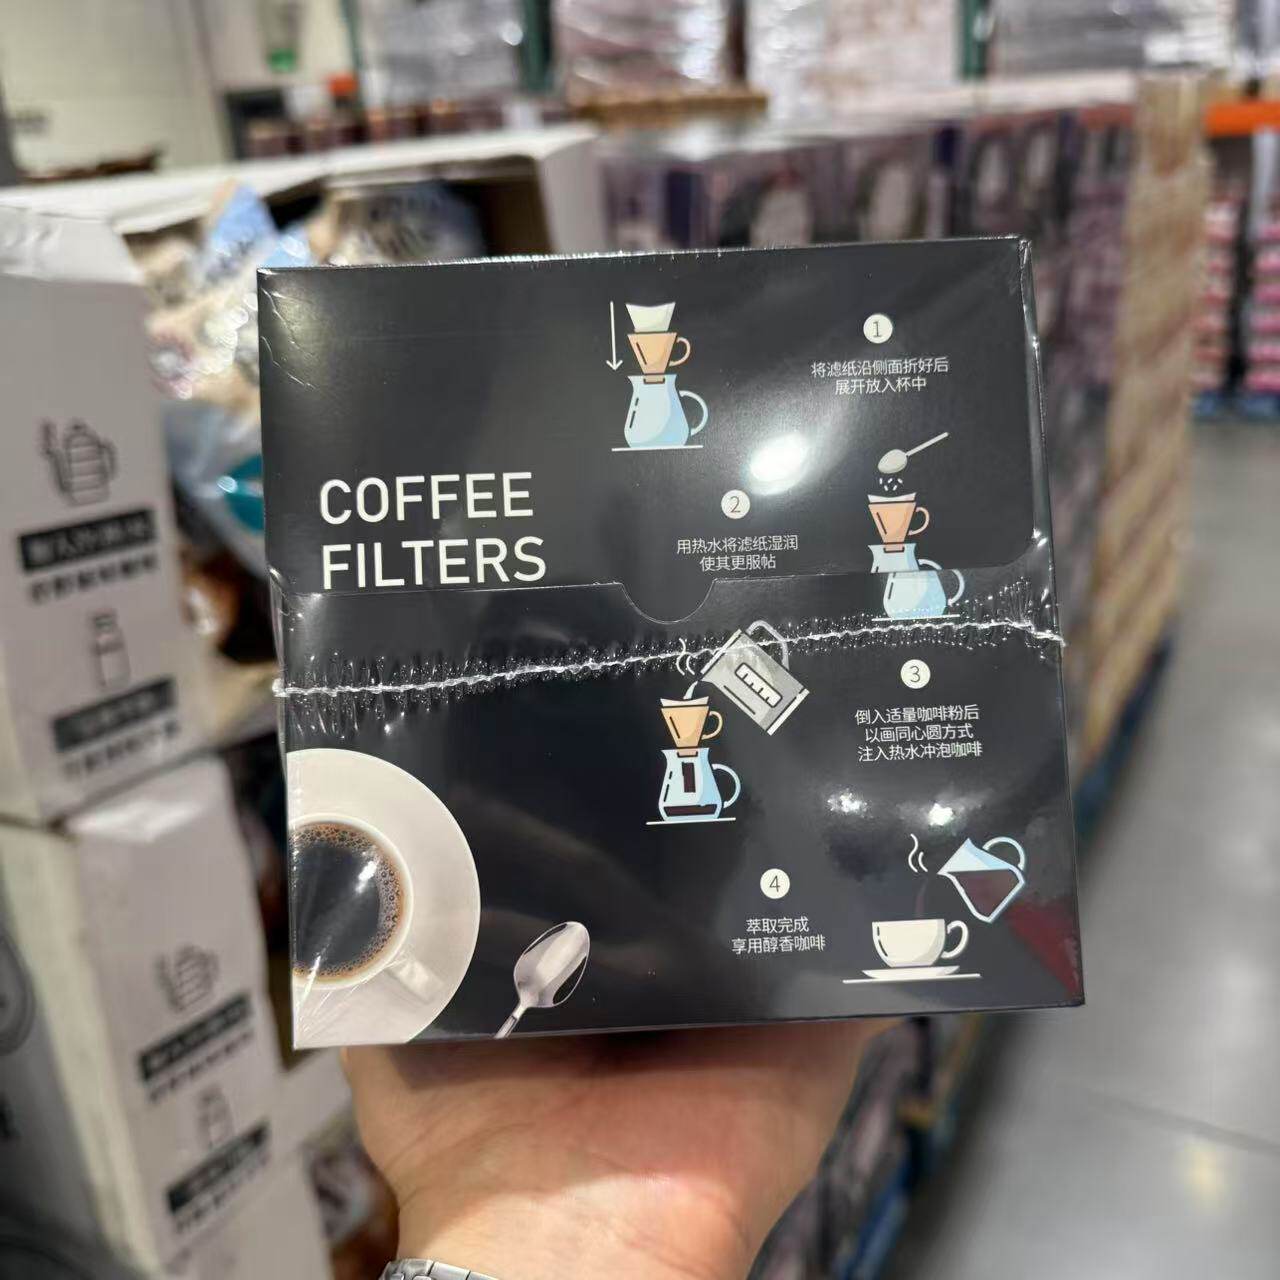 COFFEE
FILTERS
1
将滤纸沿侧面折好后
展开放入杯中
2
用热水将滤纸湿润
使其更服帖
3
倒入适量咖啡粉后
以画同心圆方式
注入热水冲泡咖啡
4
萃取完成
享用醇香咖啡